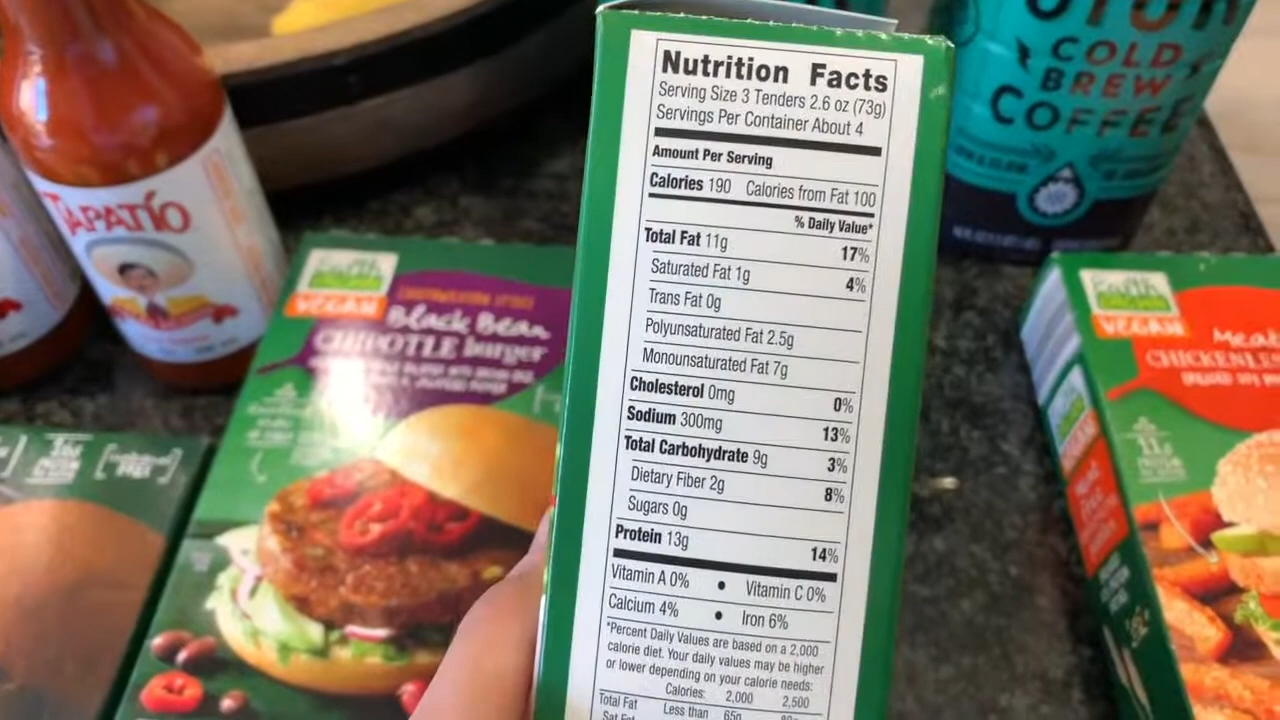 Nutrition Facts
Serving Size 3 Tenders 2.6 oz (73g)
Servings Per Container About 4
Amount Per Serving
Calories 190 Calories from Fat 100
% Daily Value*
Total Fat 11g 17%
Saturated Fat 1g 4%
Trans Fat 0g
Polyunsaturated Fat 2.5g
Monounsaturated Fat 7g
Cholesterol 0mg 0%
Sodium 300mg 13%
Total Carbohydrate 9g 3%
Dietary Fiber 2g 8%
Sugars 0g
Protein 13g 14%
Vitamin A 0% • Vitamin C 0%
Calcium 4% • Iron 6%
*Percent Daily Values are based on a 2,000
calorie diet. Your daily values may be higher
or lower depending on your calorie needs:
Calories: 2,000 2,500
Total Fat Less than 65g
Sat Fat
TAPATÍO
Earth
VEGAN
Black Bean
CHIPOTLE burger
COLD
BREW
COFFEE
Earth
VEGAN
Meat
CHICKENLES
11g